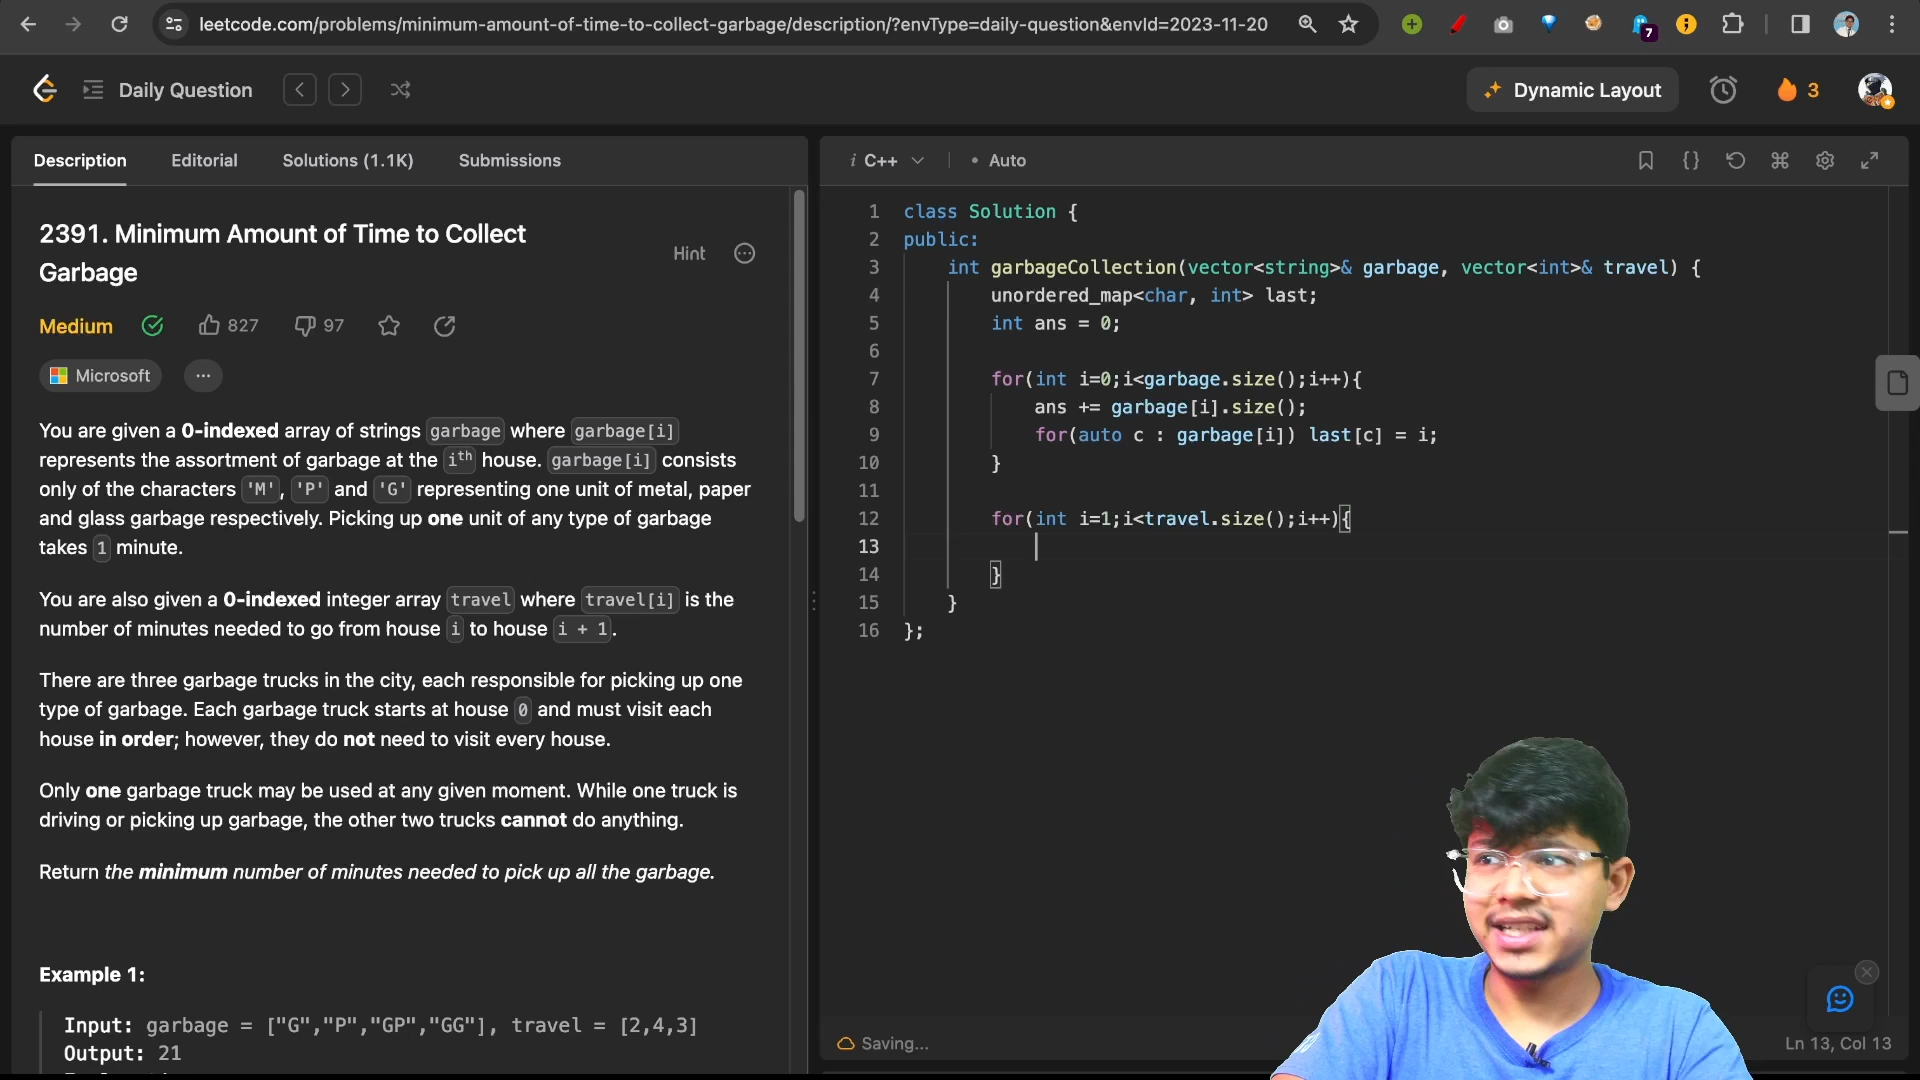 leetcode.com/problems/minimum-amount-of-time-to-collect-garbage/description/?envType=daily-question&envId=2023-11-20
7
Daily Question
Dynamic Layout
3
Description
Editorial
Solutions (1.1K)
Submissions
2391. Minimum Amount of Time to Collect
Garbage
Hint
Medium
827
97
Microsoft
...
You are given a 0-indexed array of strings garbage where garbage[i]
represents the assortment of garbage at the ith house. garbage[i] consists
only of the characters 'M', 'P' and 'G' representing one unit of metal, paper
and glass garbage respectively. Picking up one unit of any type of garbage
takes 1 minute.
You are also given a 0-indexed integer array travel where travel[i] is the
number of minutes needed to go from house i to house i + 1.
There are three garbage trucks in the city, each responsible for picking up one
type of garbage. Each garbage truck starts at house 0 and must visit each
house in order; however, they do not need to visit every house.
Only one garbage truck may be used at any given moment. While one truck is
driving or picking up garbage, the other two trucks cannot do anything.
Return the minimum number of minutes needed to pick up all the garbage.
Example 1:
Input: garbage = ["G","P","GP","GG"], travel = [2,4,3]
Output: 21
i C++
• Auto
1 class Solution {
2 public:
3 int garbageCollection(vector<string>& garbage, vector<int>& travel) {
4 unordered_map<char, int> last;
5 int ans = 0;
6
7 for(int i=0;i<garbage.size();i++){
8 ans += garbage[i].size();
9 for(auto c : garbage[i]) last[c] = i;
10 }
11
12 for(int i=1;i<travel.size();i++){
13
14 }
15 }
16 };
Saving...
Ln 13, Col 13